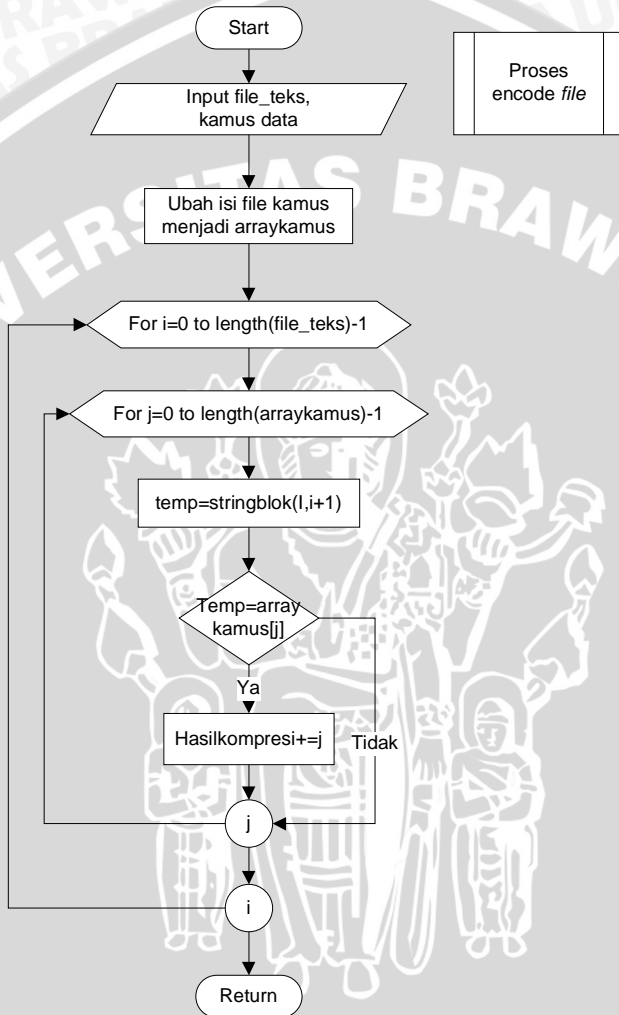 Start
Proses
encode file
Input file_teks,
kamus data
Ubah isi file kamus
menjadi arraykamus
For i=0 to length(file_teks)-1
For j=0 to length(arraykamus)-1
temp=stringblok(I,i+1)
Temp=array
kamus[j]
Ya
Hasilkompresi+=j
Tidak
j
i
Return